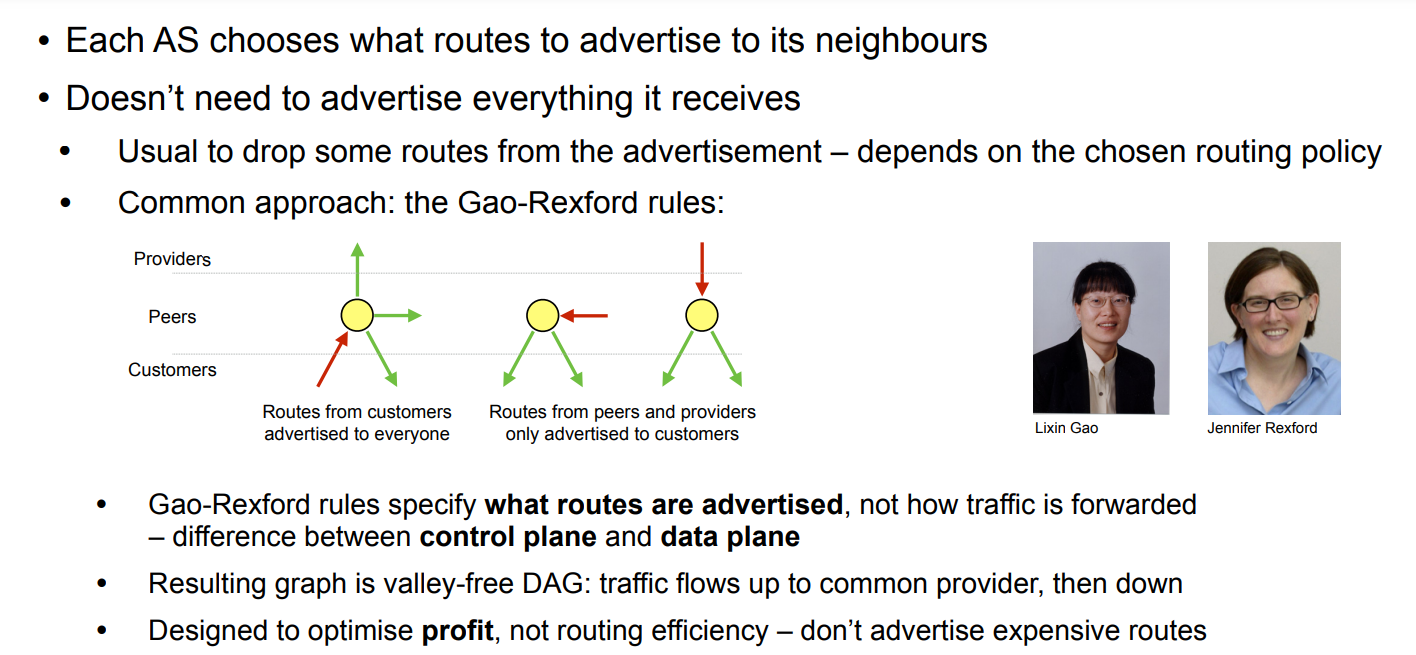 • Each AS chooses what routes to advertise to its neighbours
• Doesn't need to advertise everything it receives
• Usual to drop some routes from the advertisement – depends on the chosen routing policy
• Common approach: the Gao-Rexford rules:
Providers
Peers
Customers
Routes from customers
advertised to everyone
Routes from peers and providers
only advertised to customers
Lixin Gao
Jennifer Rexford
• Gao-Rexford rules specify what routes are advertised, not how traffic is forwarded
– difference between control plane and data plane
• Resulting graph is valley-free DAG: traffic flows up to common provider, then down
• Designed to optimise profit, not routing efficiency – don't advertise expensive routes